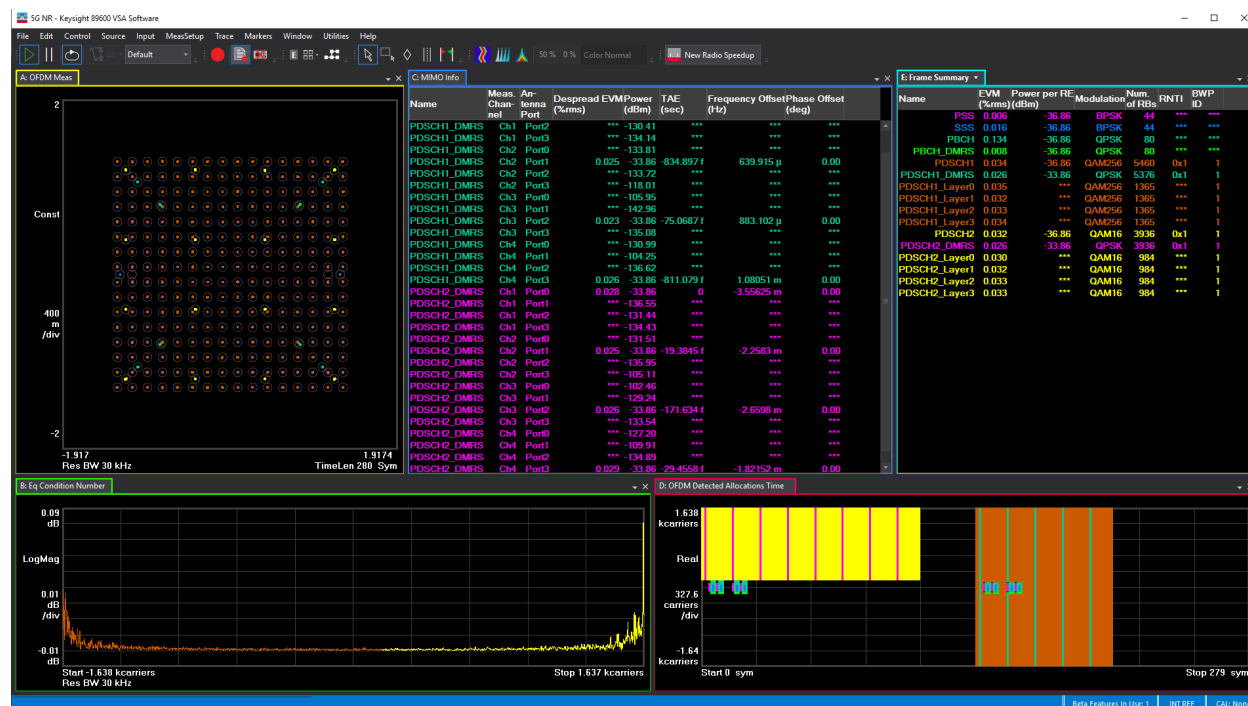 5G NR - Keysight 89600 VSA Software
File Edit Control Source Input MeasSetup Trace Markers Window Utilities Help
Default 50 % 0 % Color Normal New Radio Speedup
A: OFDM Meas
2
Const
400
m
/div
-2
-1.917 1.9174
Res BW 30 kHz TimeLen 280 Sym
C: MIMO Info
Name Meas. Chan- nel An- tenna Port Despread EVM (%rms) Power (dBm) TAE (sec) Frequency Offset (Hz) Phase Offset (deg)
PDSCH1_DMRS Ch1 Port2 *** -130.41 *** *** ***
PDSCH1_DMRS Ch1 Port3 *** -134.14 *** *** ***
PDSCH1_DMRS Ch2 Port0 *** -133.81 *** *** ***
PDSCH1_DMRS Ch2 Port1 0.025 -33.86 -834.897 f 639.915 µ 0.00
PDSCH1_DMRS Ch2 Port2 *** -133.72 *** *** ***
PDSCH1_DMRS Ch2 Port3 *** -118.01 *** *** ***
PDSCH1_DMRS Ch3 Port0 *** -105.95 *** *** ***
PDSCH1_DMRS Ch3 Port1 *** -142.96 *** *** ***
PDSCH1_DMRS Ch3 Port2 0.023 -33.86 -75.0687 f 883.102 µ 0.00
PDSCH1_DMRS Ch3 Port3 *** -135.08 *** *** ***
PDSCH1_DMRS Ch4 Port0 *** -130.99 *** *** ***
PDSCH1_DMRS Ch4 Port1 *** -104.25 *** *** ***
PDSCH1_DMRS Ch4 Port2 *** -136.62 *** *** ***
PDSCH1_DMRS Ch4 Port3 0.026 -33.86 -811.079 f 1.08051 m 0.00
PDSCH2_DMRS Ch1 Port0 0.028 -33.86 0 -3.55625 m 0.00
PDSCH2_DMRS Ch1 Port1 *** -136.55 *** *** ***
PDSCH2_DMRS Ch1 Port2 *** -131.44 *** *** ***
PDSCH2_DMRS Ch1 Port3 *** -134.43 *** *** ***
PDSCH2_DMRS Ch2 Port0 *** -131.51 *** *** ***
PDSCH2_DMRS Ch2 Port1 0.025 -33.86 -19.3845 f -2.2583 m 0.00
PDSCH2_DMRS Ch2 Port2 *** -135.95 *** *** ***
PDSCH2_DMRS Ch2 Port3 *** -105.11 *** *** ***
PDSCH2_DMRS Ch3 Port0 *** -102.46 *** *** ***
PDSCH2_DMRS Ch3 Port1 *** -129.24 *** *** ***
PDSCH2_DMRS Ch3 Port2 0.026 -33.86 -171.634 f -2.6598 m 0.00
PDSCH2_DMRS Ch3 Port3 *** -133.54 *** *** ***
PDSCH2_DMRS Ch4 Port0 *** -127.20 *** *** ***
PDSCH2_DMRS Ch4 Port1 *** -109.91 *** *** ***
PDSCH2_DMRS Ch4 Port2 *** -134.89 *** *** ***
PDSCH2_DMRS Ch4 Port3 0.029 -33.86 -29.4558 f -1.82152 m 0.00
E: Frame Summary
Name EVM (%rms) Power per RE (dBm) Modulation Num. of RBs RNTI BWP ID
PSS 0.006 -36.86 BPSK 44 *** ***
SSS 0.016 -36.86 BPSK 44 *** ***
PBCH 0.134 -36.86 QPSK 80 *** ***
PBCH_DMRS 0.008 -36.86 QPSK 80 *** ***
PDSCH1 0.034 -36.86 QAM256 5460 0x1 1
PDSCH1_DMRS 0.026 -33.86 QPSK 5376 0x1 1
PDSCH1_Layer0 0.035 *** QAM256 1365 *** 1
PDSCH1_Layer1 0.032 *** QAM256 1365 *** 1
PDSCH1_Layer2 0.033 *** QAM256 1365 *** 1
PDSCH1_Layer3 0.034 *** QAM256 1365 *** 1
PDSCH2 0.032 -36.86 QAM16 3936 0x1 1
PDSCH2_DMRS 0.026 -33.86 QPSK 3936 0x1 1
PDSCH2_Layer0 0.030 *** QAM16 984 *** 1
PDSCH2_Layer1 0.032 *** QAM16 984 *** 1
PDSCH2_Layer2 0.033 *** QAM16 984 *** 1
PDSCH2_Layer3 0.033 *** QAM16 984 *** 1
B: Eq Condition Number
0.09
dB
LogMag
0.01
dB
/div
-0.01
dB
Start -1.638 kcarriers Stop 1.637 kcarriers
Res BW 30 kHz
D: OFDM Detected Allocations Time
1.638
kcarriers
Real
327.6
carriers
/div
-1.64
kcarriers
Start 0 sym Stop 279 sym
Beta Features In Use: 1 INT REF CAL: None